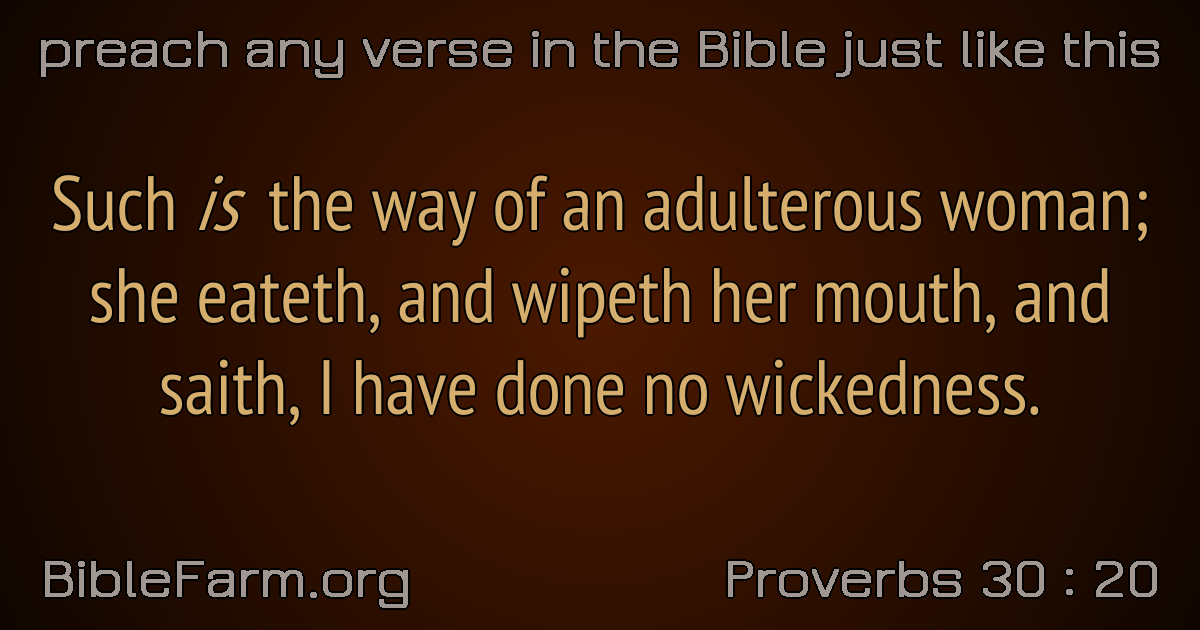 preach any verse in the Bible just like this
Such is the way of an adulterous woman;
she eateth, and wipeth her mouth, and
saith, I have done no wickedness.
BibleFarm.org
Proverbs 30 : 20